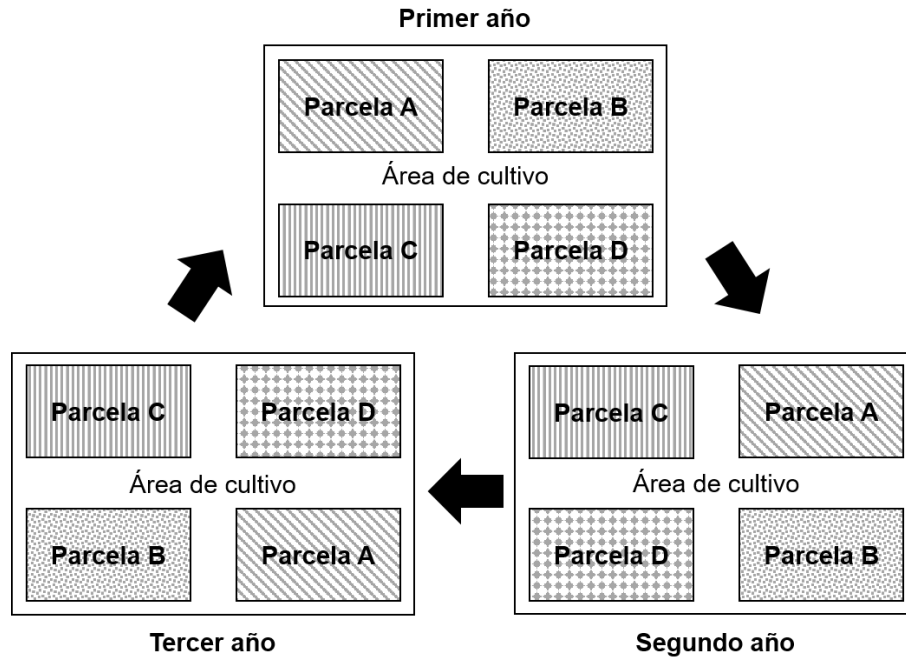 Primer año
Parcela A
Parcela B
Área de cultivo
Parcela C
Parcela D
Parcela C
Parcela D
Área de cultivo
Parcela B
Parcela A
Tercer año
Parcela C
Parcela A
Área de cultivo
Parcela D
Parcela B
Segundo año